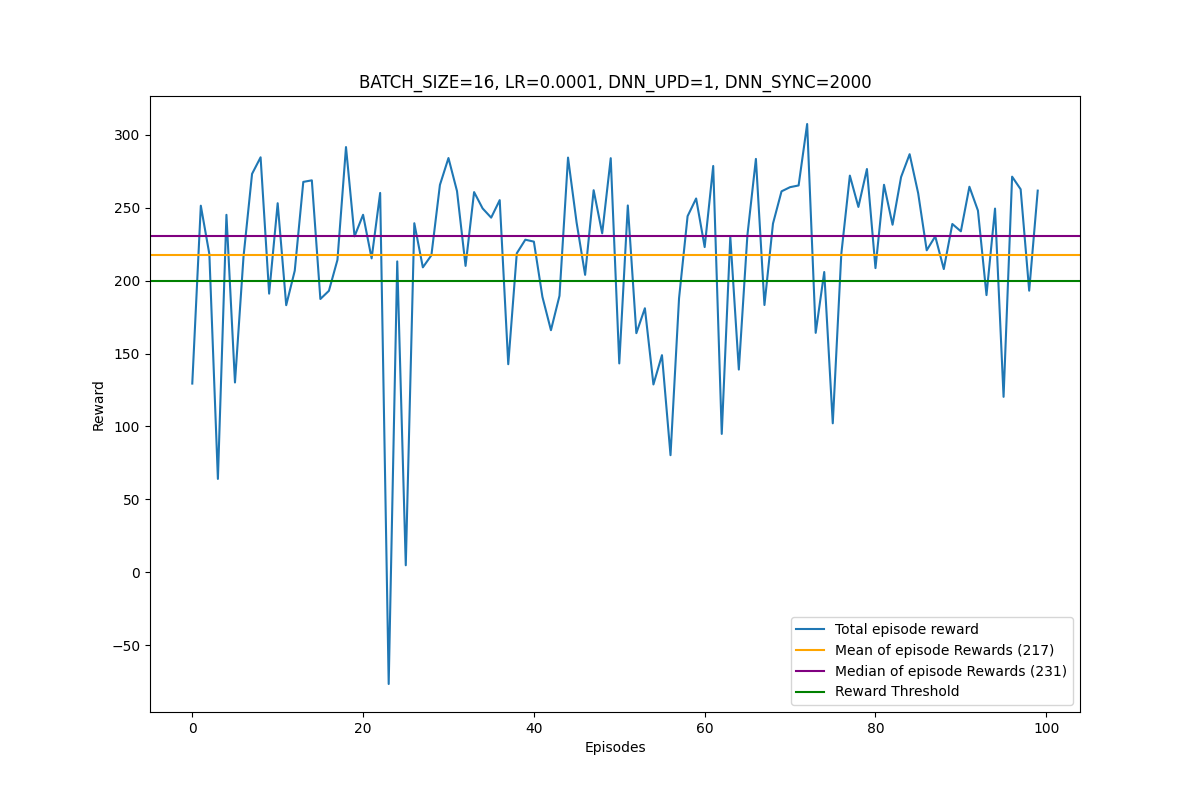 BATCH_SIZE=16, LR=0.0001, DNN_UPD=1, DNN_SYNC=2000
300
250
200
150
100
50
0
−50
Reward
0 20 40 60 80 100
Episodes
Total episode reward
Mean of episode Rewards (217)
Median of episode Rewards (231)
Reward Threshold